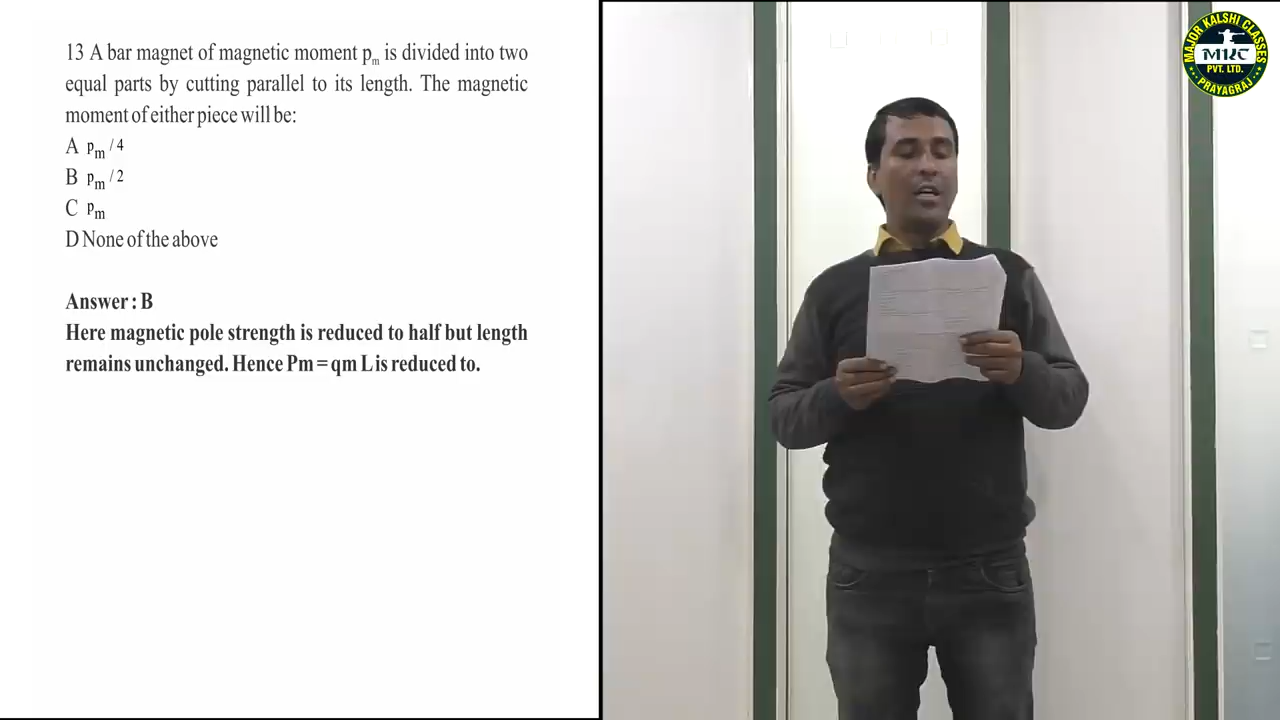 13 A bar magnet of magnetic moment pm is divided into two
equal parts by cutting parallel to its length. The magnetic
moment of either piece will be:
A pm / 4
B pm / 2
C pm
D None of the above
Answer : B
Here magnetic pole strength is reduced to half but length
remains unchanged. Hence Pm = qm L is reduced to.
MAJOR KALSHI CLASSES
MKC
PVT. LTD.
PRAYAGRAJ